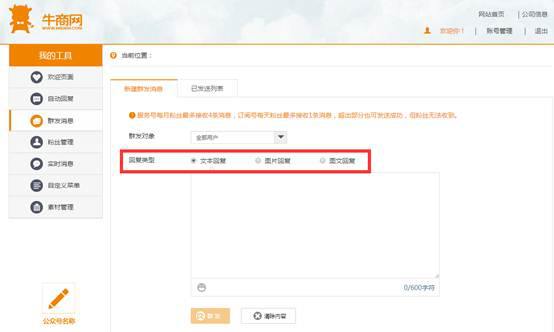 牛商网
网站首页 | 公司信息
欢迎您! | 账号管理 | 退出
我的工具
欢迎页面
自动回复
群发消息
粉丝管理
实时消息
自定义菜单
素材管理
公众号名称
当前位置:
新建群发消息
已发送列表
服务号每月粉丝最多接收4条消息,订阅号每天粉丝最多接收1条消息,超出部分也可发送成功,但粉丝无法收到。
群发对象
全部用户
回复类型
文本回复
图片回复
图文回复
0/600字符
群发
清除内容